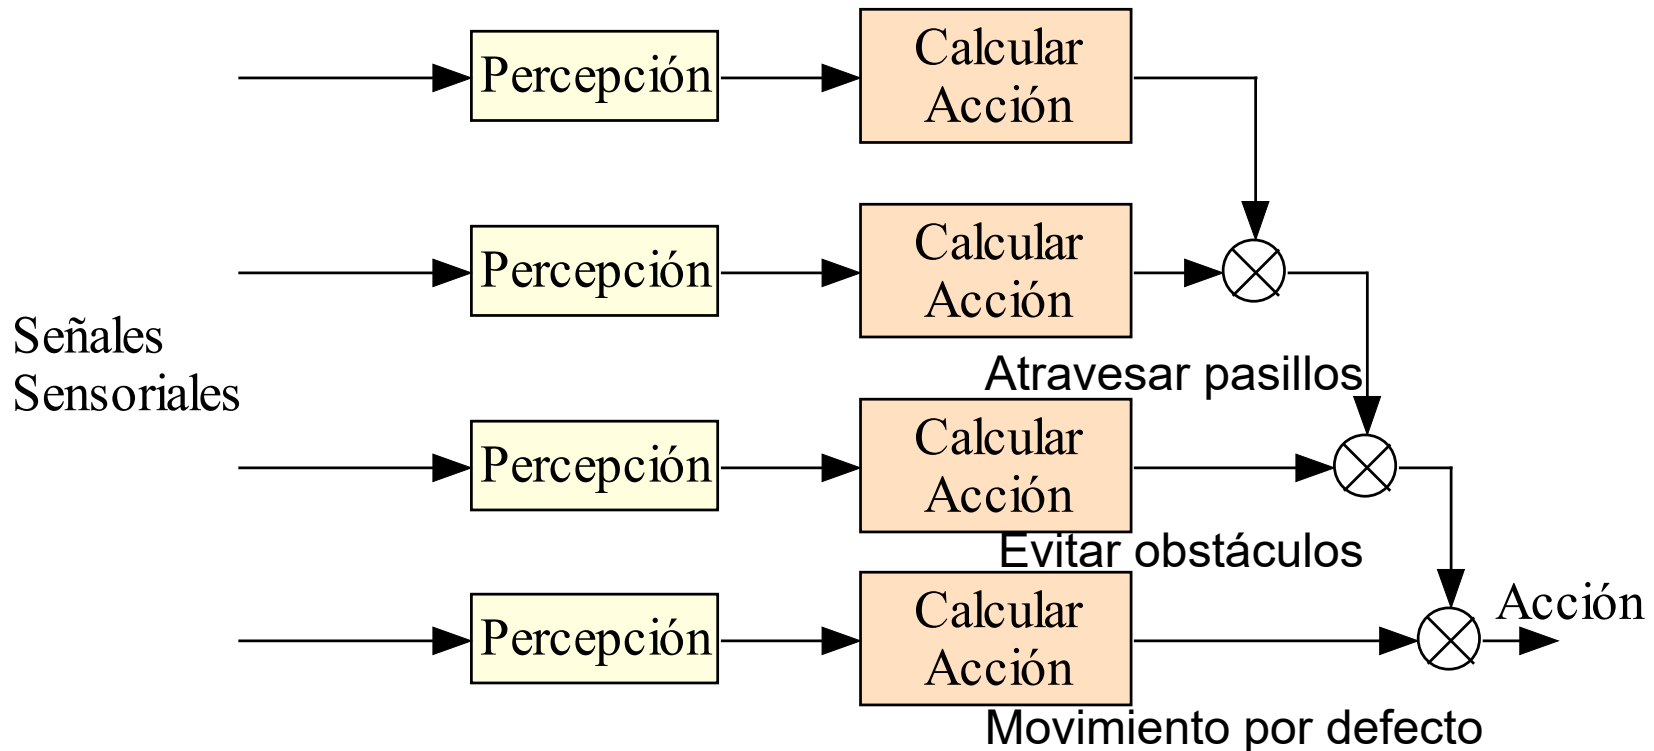 Percepción
Calcular
Acción
Percepción
Calcular
Acción
Señales
Sensoriales
Atravesar pasillos
Percepción
Calcular
Acción
Evitar obstáculos
Percepción
Calcular
Acción
Acción
Movimiento por defecto